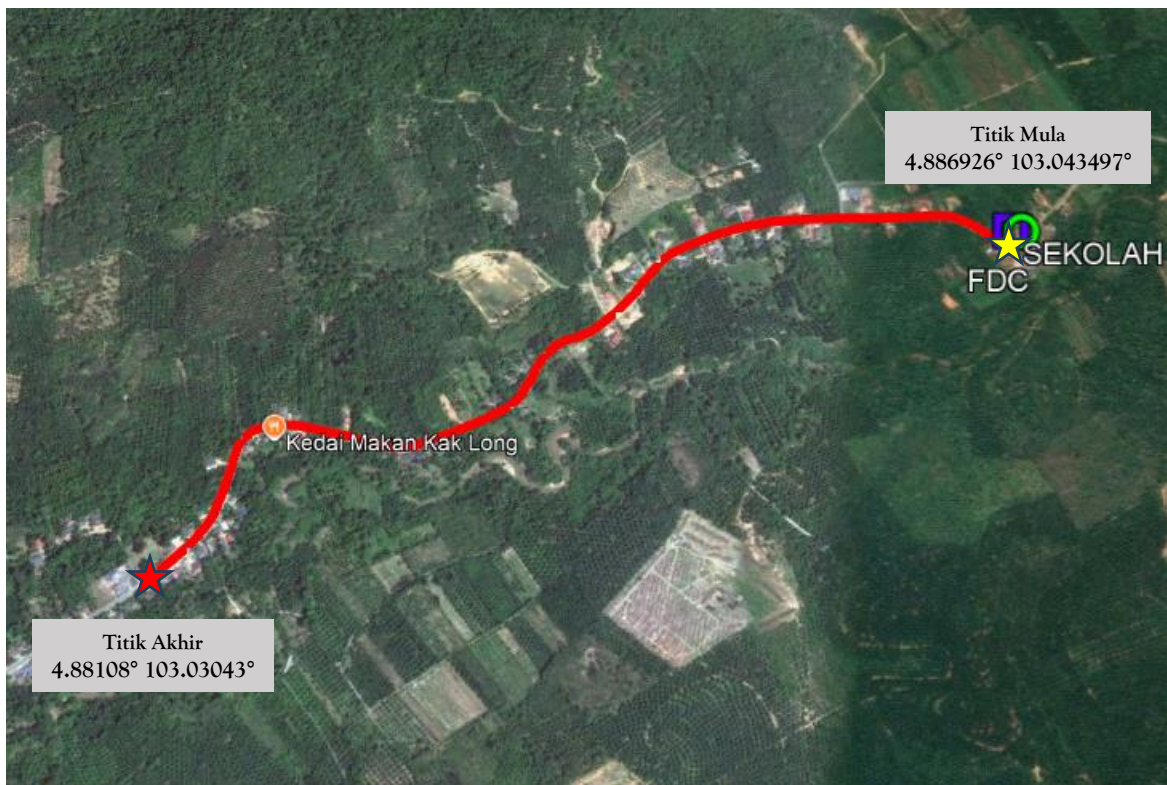 Titik Mula
4.886926° 103.043497°
SEKOLAH
FDC
Kedai Makan Kak Long
Titik Akhir
4.88108° 103.03043°